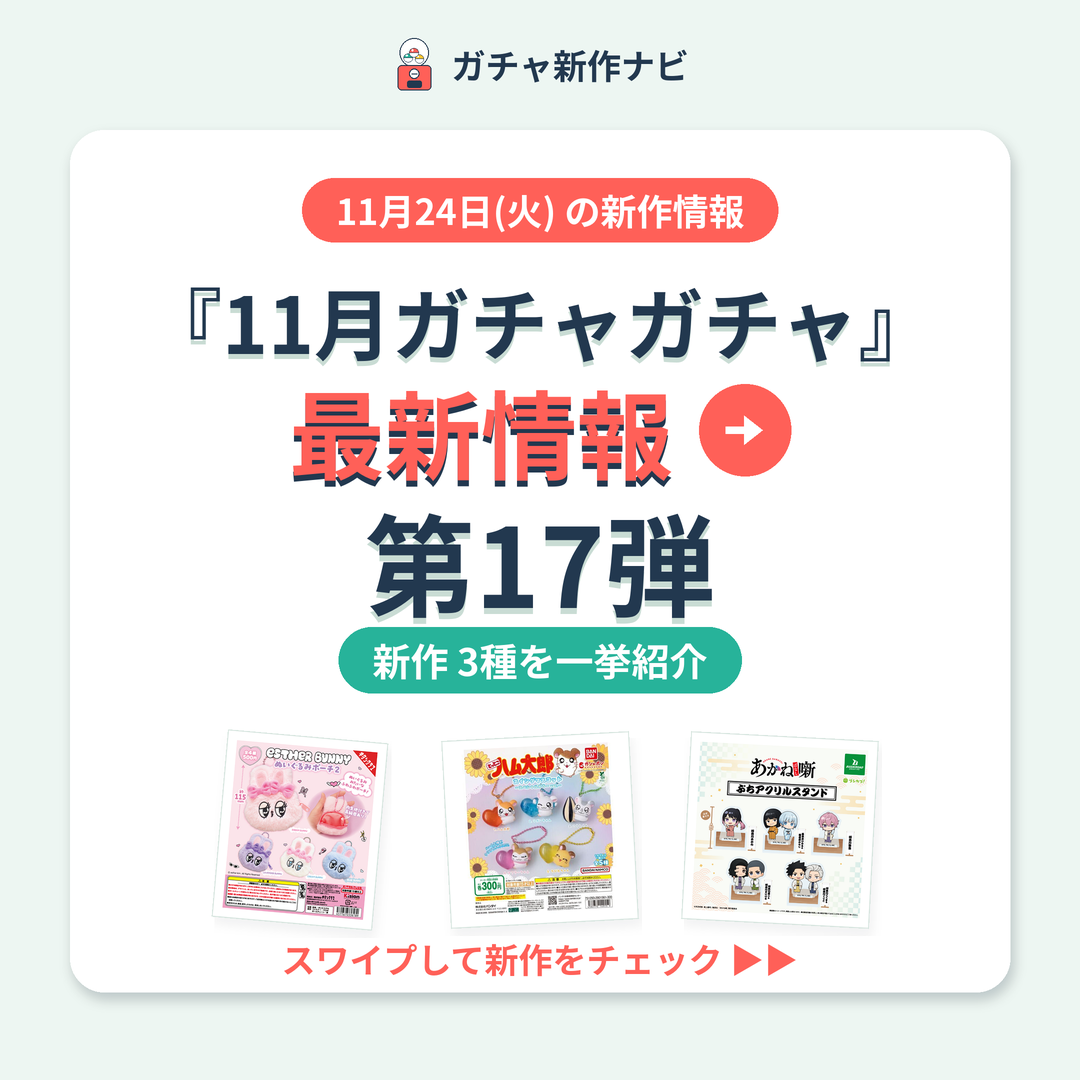 ガチャ新作ナビ
11月24日(火) の新作情報
『11月ガチャガチャ』
最新情報
第17弾
新作 3種を一挙紹介
ESTHER BUNNY
ぬいぐるみポーチ2
115
ハム太郎
BANDAI
300円
あかね噺
ぷちアクリルスタンド
スワイプして新作をチェック ▶▶